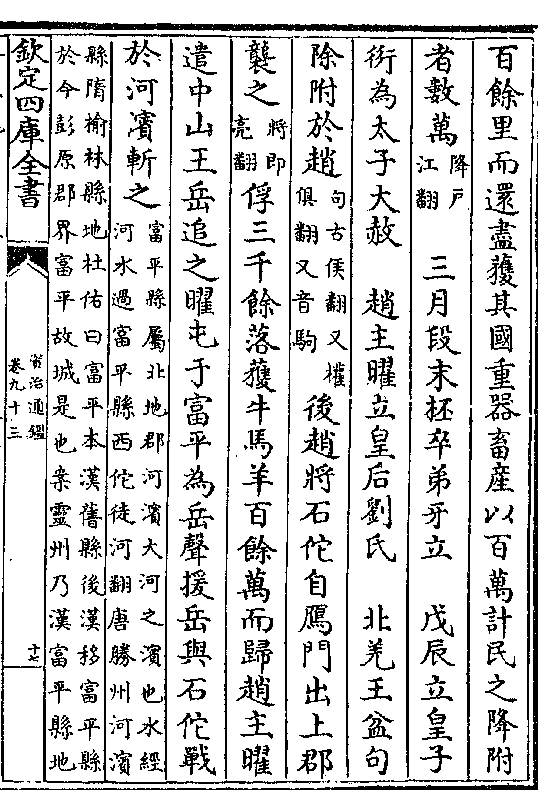 百餘里而還盡獲其國重器畜産以百萬計民之降附
者數萬降戸江翻　三月段末柸卒弟牙立　戊辰立皇子
衍為太子大赦　趙主曜立皇后劉氏　北羌王盆句
除附於趙句古侯翻又權俱翻又音駒後趙將石佗自鴈門出上郡
襲之將即亮翻俘三千餘落獲牛馬羊百餘萬而歸趙主曜
遣中山王岳追之曜屯于富平為岳聲援岳與石佗戰
於河濱斬之富平縣屬北地郡河濱大河之濱也水經河水過富平縣西佗徒河翻唐勝州河濱
縣隋榆林縣地杜佑曰富平本漢舊縣後漢移富平縣
於今彭原郡界富平故城是也㭌靈州乃漢富平縣地
欽定四庫全書
資治通鑑
卷九十三
十七